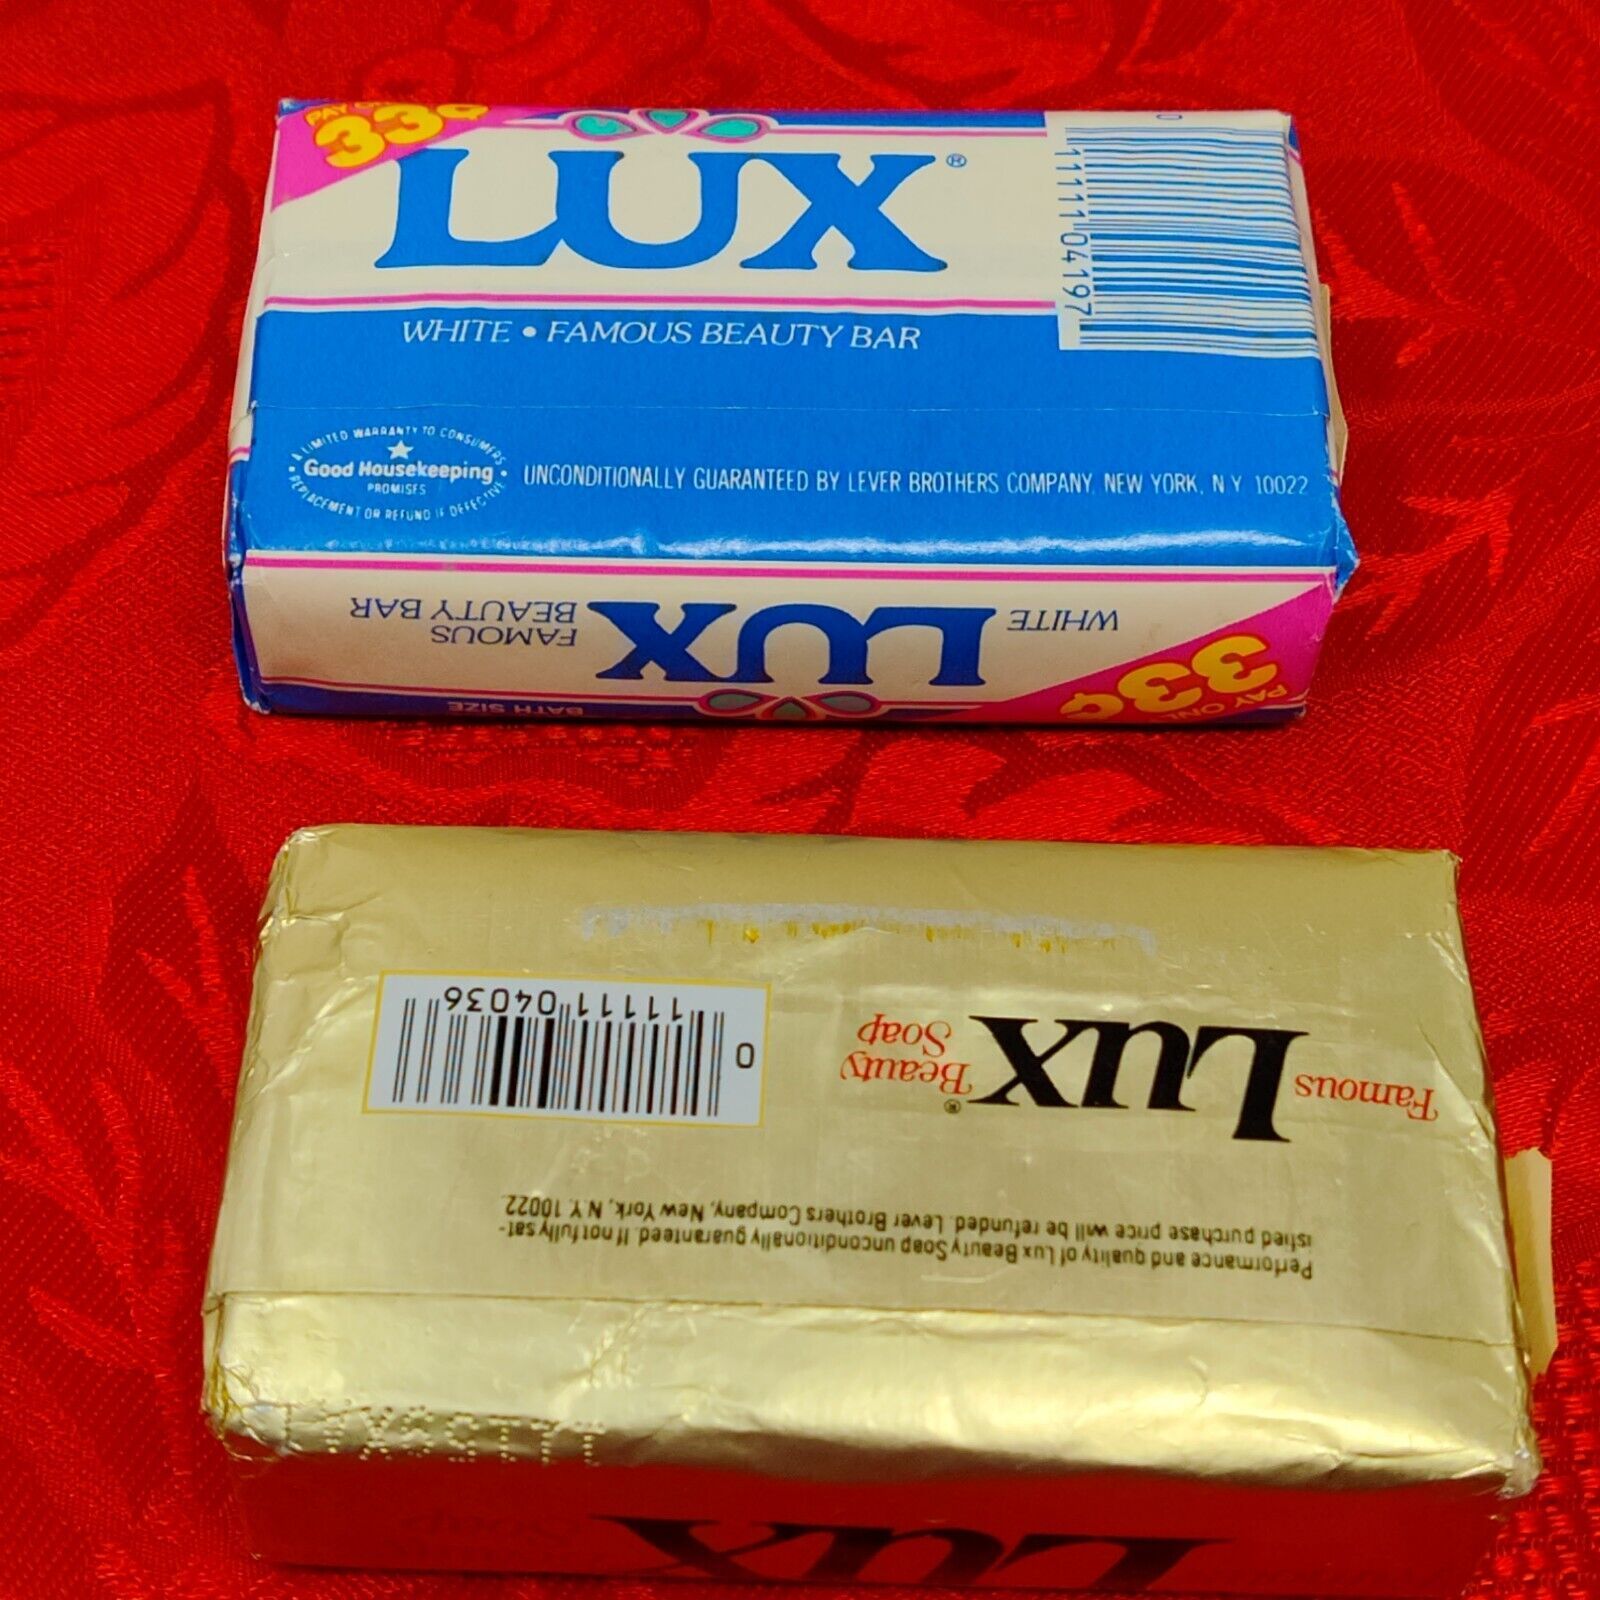 PAY
33¢
LUX®
WHITE • FAMOUS BEAUTY BAR
0
11111 04197
A LIMITED WARRANTY TO CONSUMERS
Good Housekeeping
PROMISES
REPLACEMENT OR REFUND IF DEFECTIVE
UNCONDITIONALLY GUARANTEED BY LEVER BROTHERS COMPANY, NEW YORK, N Y 10022
PAY ONLY
33¢
WHITE
LUX
FAMOUS
BEAUTY BAR
BATH SIZE
Performance and quality of Lux Beauty Soap unconditionally guaranteed. If not fully sat-
isfied purchase price will be refunded. Lever Brothers Company, New York, N.Y. 10022.
Famous
Lux
Beauty®
Soap
0
11111 04036
Lux
Soap